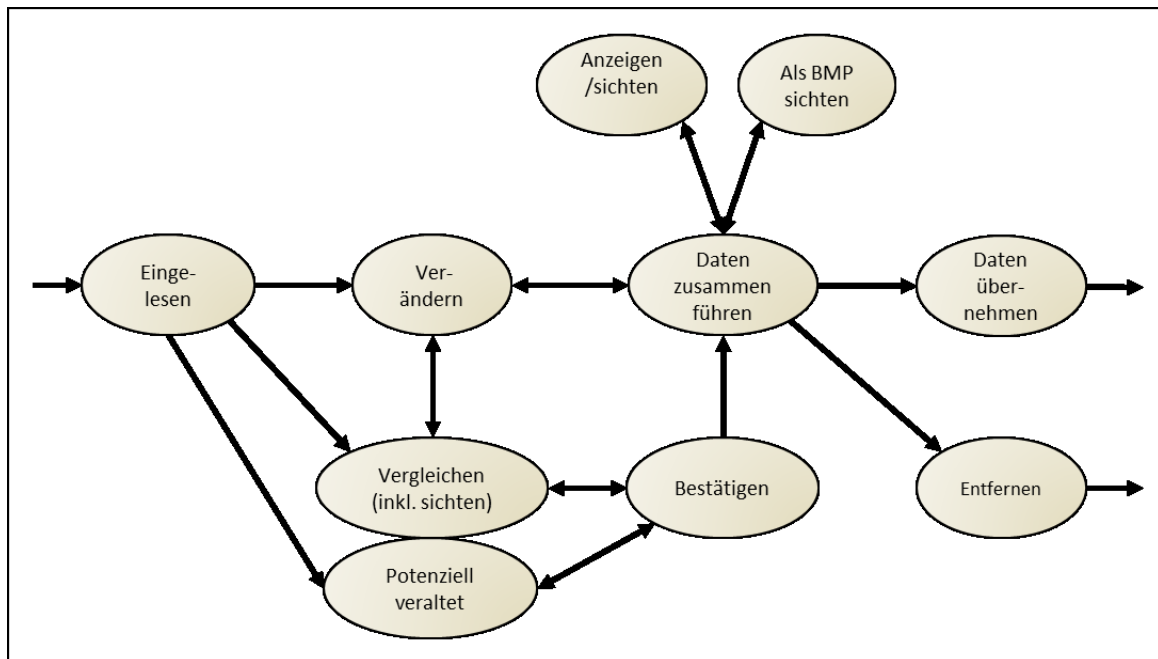 Anzeigen
/sichten
Als BMP
sichten
Einge-
lesen
Ver-
ändern
Daten
zusammen
führen
Daten
über-
nehmen
Vergleichen
(inkl. sichten)
Bestätigen
Entfernen
Potenziell
veraltet